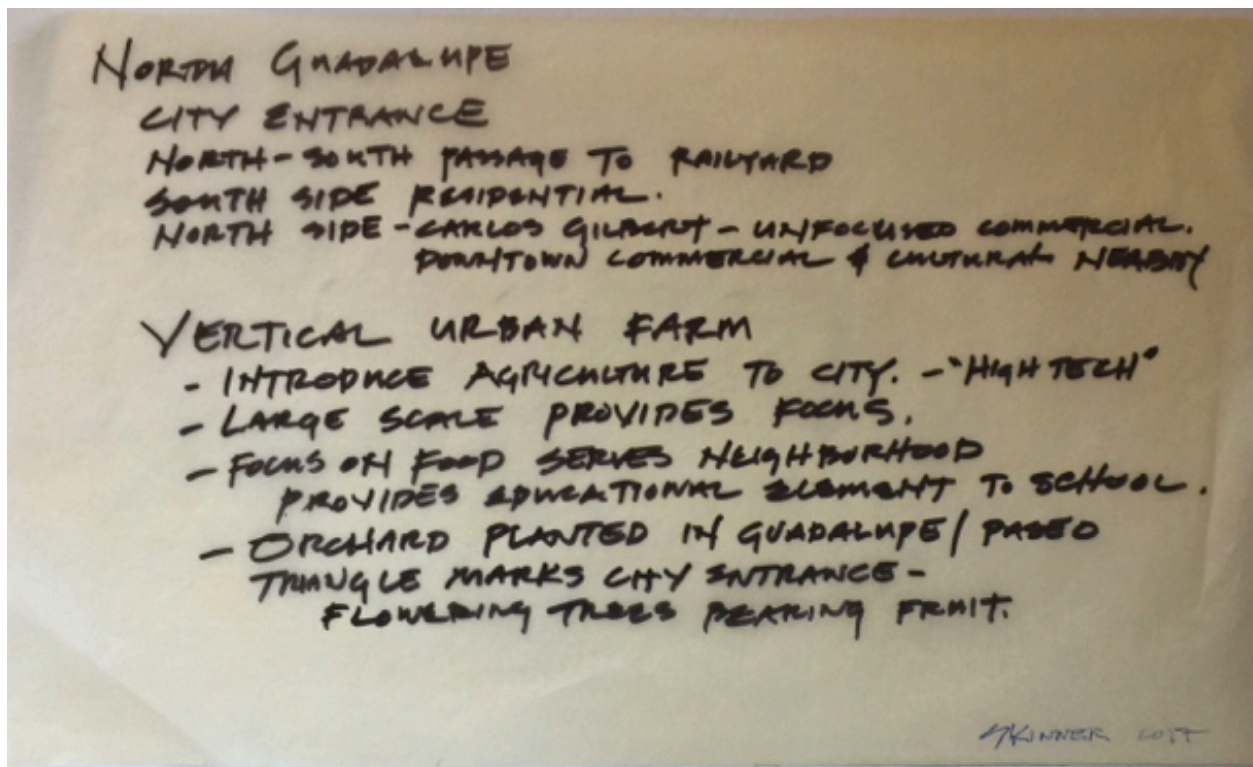 NORTH GUADALUPE
CITY ENTRANCE
NORTH-SOUTH PASSAGE TO RAILYARD
SOUTH SIDE RESIDENTIAL.
NORTH SIDE - CARLOS GILBERT - UNFOCUSED COMMERCIAL.
DOWNTOWN COMMERCIAL & CULTURAL NEARBY
VERTICAL URBAN FARM
- INTRODUCE AGRICULTURE TO CITY. - "HIGH TECH"
- LARGE SCALE PROVIDES FOCUS.
- FOCUS ON FOOD SERVES NEIGHBORHOOD
PROVIDES EDUCATIONAL ELEMENT TO SCHOOL.
- ORCHARD PLANTED IN GUADALUPE / PASEO
TRIANGLE MARKS CITY ENTRANCE -
FLOWERING TREES BEARING FRUIT.
SKINNER